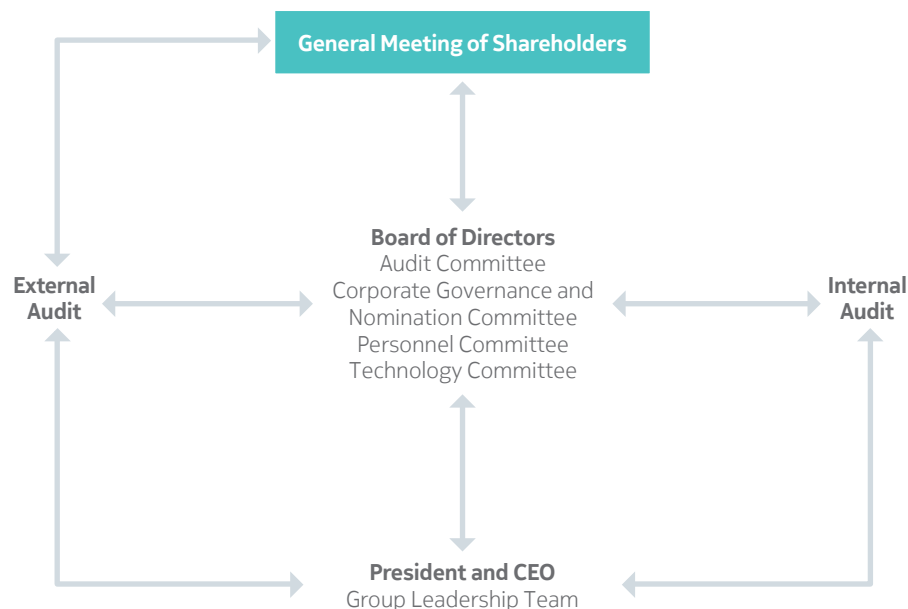 General Meeting of Shareholders
Board of Directors
Audit Committee
Corporate Governance and
Nomination Committee
Personnel Committee
Technology Committee
External
Audit
Internal
Audit
President and CEO
Group Leadership Team